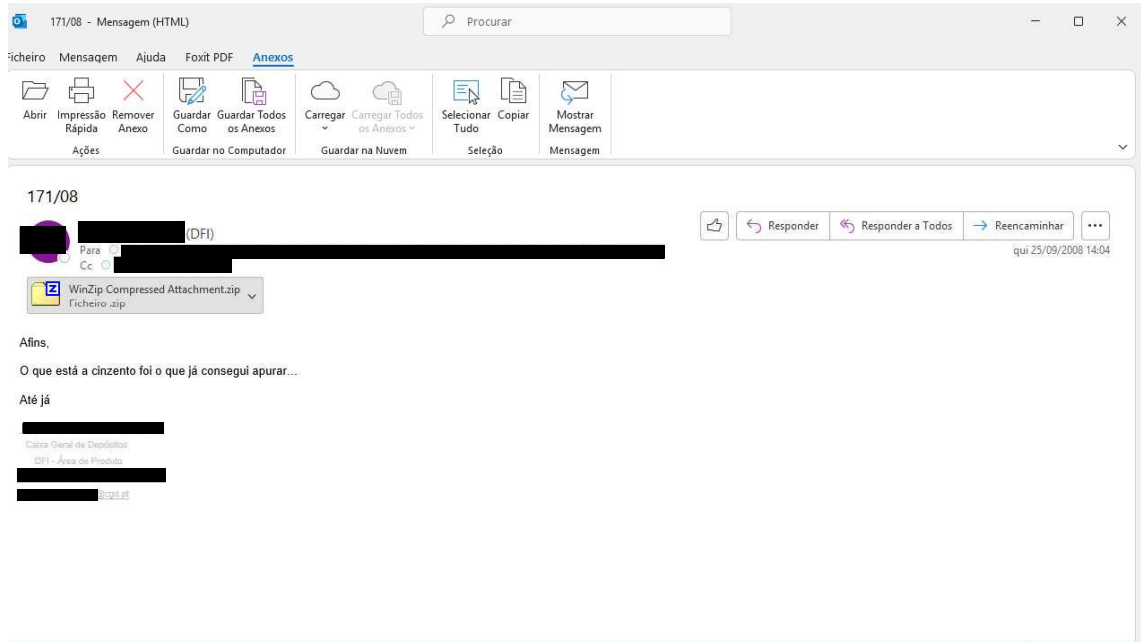 171/08 - Mensagem (HTML)
Procurar
Ficheiro Mensagem Ajuda Foxit PDF Anexos
Abrir Impressão Rápida Remover Anexo Guardar Como Guardar Todos os Anexos Carregar Carregar Todos os Anexos Selecionar Tudo Copiar Mostrar Mensagem
Ações Guardar no Computador Guardar na Nuvem Seleção Mensagem
171/08
(DFI)
Para
Cc
Responder Responder a Todos Reencaminhar
qui 25/09/2008 14:04
WinZip Compressed Attachment.zip
Ficheiro .zip
Afins,
O que está a cinzento foi o que já consegui apurar...
Até já
Caixa Geral de Depósitos
DFI - Área de Produto
@cgd.pt